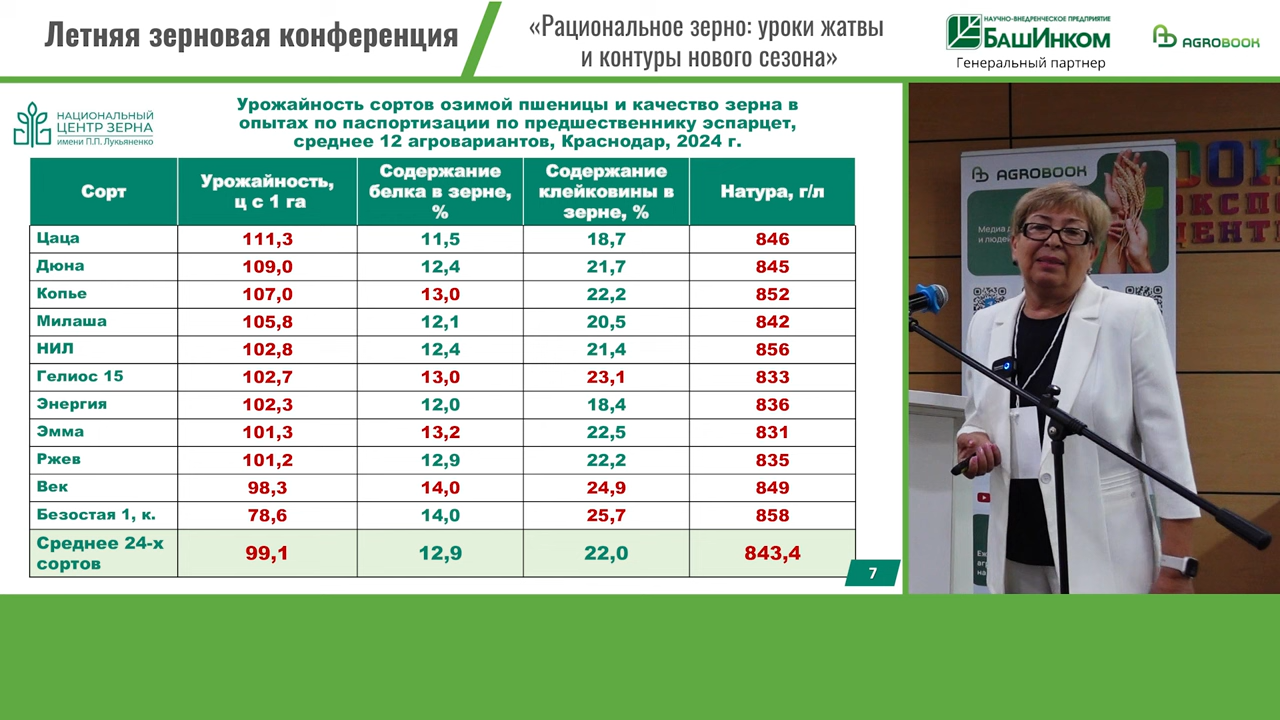 Летняя зерновая конференция
«Рациональное зерно: уроки жатвы
и контуры нового сезона»
НАУЧНО-ВНЕДРЕНЧЕСКОЕ ПРЕДПРИЯТИЕ
БашИнком
Генеральный партнер
AGROBOOK
НАЦИОНАЛЬНЫЙ
ЦЕНТР ЗЕРНА
имени П.П. Лукьяненко
Урожайность сортов озимой пшеницы и качество зерна в
опытах по паспортизации по предшественнику эспарцет,
среднее 12 агровариантов, Краснодар, 2024 г.
Сорт Урожайность, ц с 1 га Содержание белка в зерне, % Содержание клейковины в зерне, % Натура, г/л
Цаца 111,3 11,5 18,7 846
Дюна 109,0 12,4 21,7 845
Копье 107,0 13,0 22,2 852
Милаша 105,8 12,1 20,5 842
НИЛ 102,8 12,4 21,4 856
Гелиос 15 102,7 13,0 23,1 833
Энергия 102,3 12,0 18,4 836
Эмма 101,3 13,2 22,5 831
Ржев 101,2 12,9 22,2 835
Век 98,3 14,0 24,9 849
Безостая 1, к. 78,6 14,0 25,7 858
Среднее 24-х сортов 99,1 12,9 22,0 843,4
7
AGROBOOK
Медиа
и люде